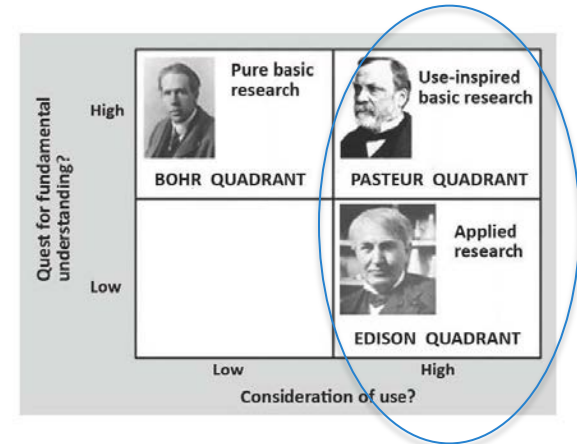 Quest for fundamental
understanding?
High
Low
Pure basic
research
BOHR QUADRANT
Use-inspired
basic research
PASTEUR QUADRANT
Applied
research
EDISON QUADRANT
Low
High
Consideration of use?